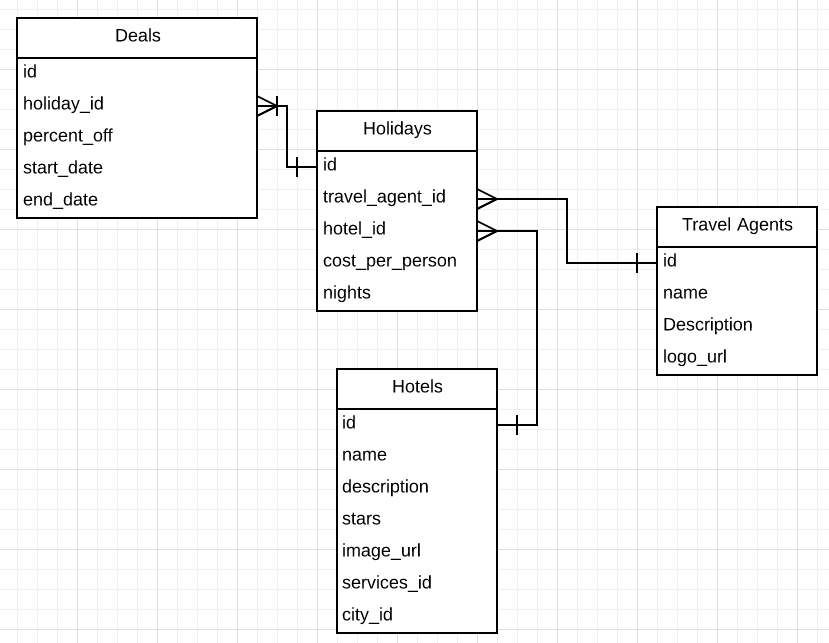 Deals
id
holiday_id
percent_off
start_date
end_date
Holidays
id
travel_agent_id
hotel_id
cost_per_person
nights
Travel Agents
id
name
Description
logo_url
Hotels
id
name
description
stars
image_url
services_id
city_id